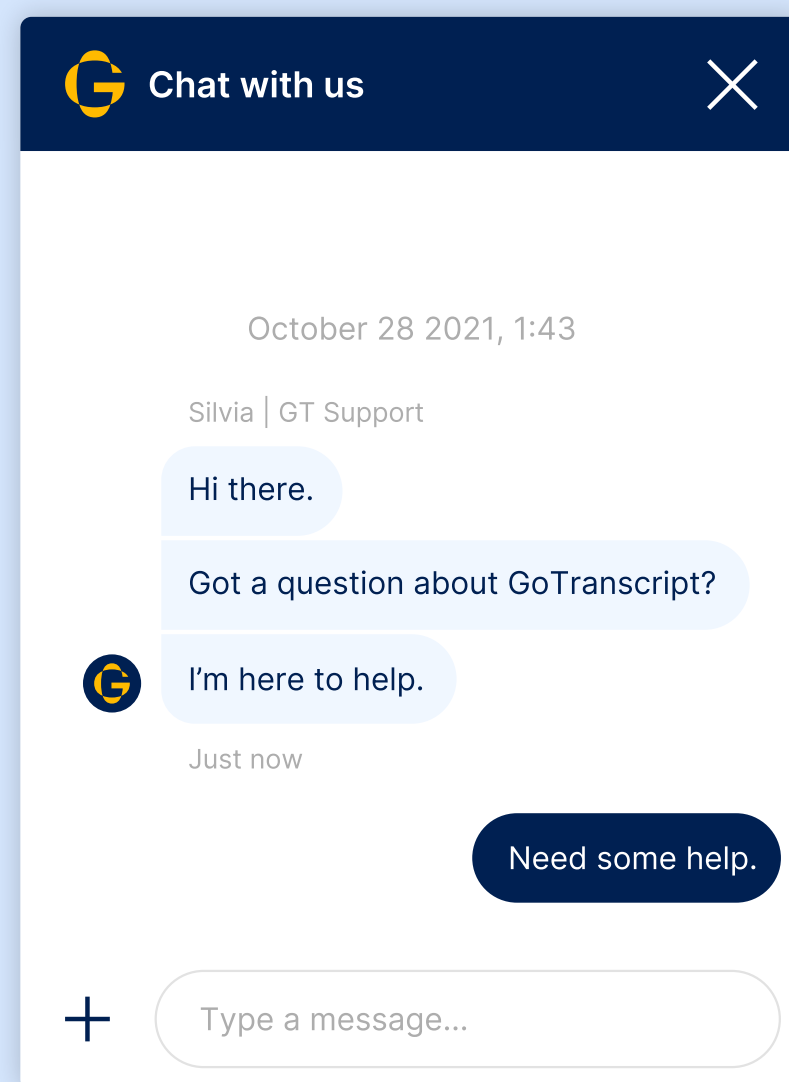 Chat with us
October 28 2021, 1:43
Silvia | GT Support
Hi there.
Got a question about GoTranscript?
I’m here to help.
Just now
Need some help.
Type a message...